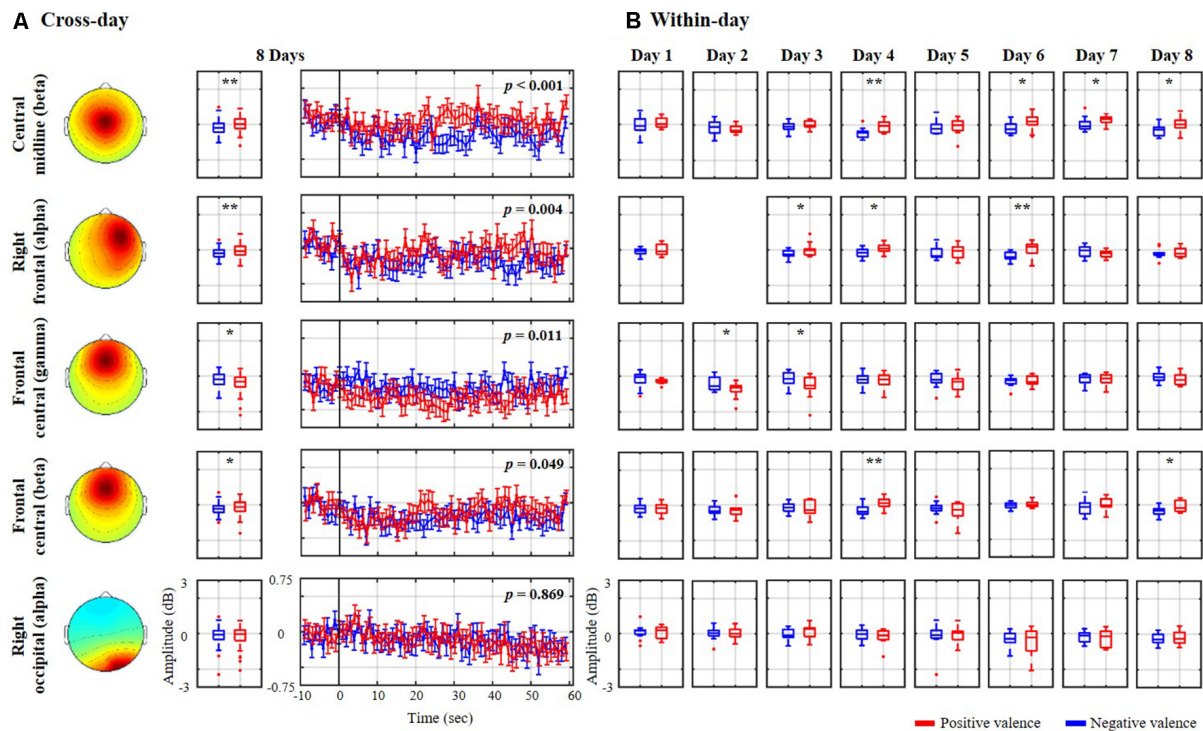 A Cross-day
B Within-day
8 Days
Day 1 Day 2 Day 3 Day 4 Day 5 Day 6 Day 7 Day 8
Central
midline (beta)
**
p < 0.001
** * * *
Right
frontal (alpha)
**
p = 0.004
* * **
Frontal
central (gamma)
*
p = 0.011
* *
Frontal
central (beta)
*
p = 0.049
** *
Right
occipital (alpha)
Amplitude (dB)
3
0
-3
0.75
0
-0.75
p = 0.869
-10 0 10 20 30 40 50 60
Time (sec)
Amplitude (dB)
3
0
-3
Positive valence Negative valence